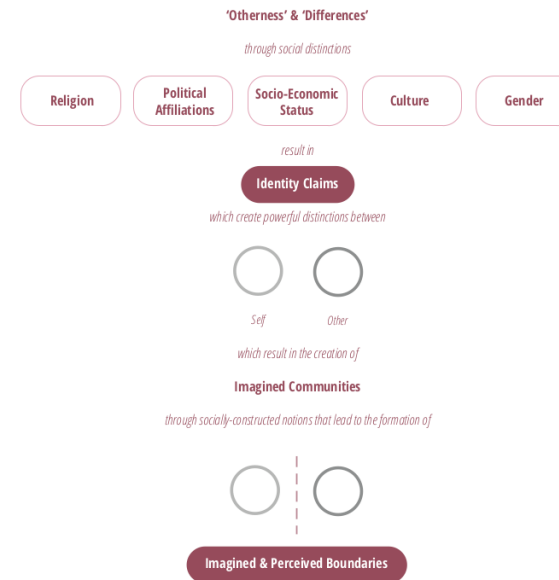 ‘Otherness’ & ‘Differences’
through social distinctions
Religion
Political
Affiliations
Socio-Economic
Status
Culture
Gender
result in
Identity Claims
which create powerful distinctions between
Self
Other
which result in the creation of
Imagined Communities
through socially-constructed notions that lead to the formation of
Imagined & Perceived Boundaries